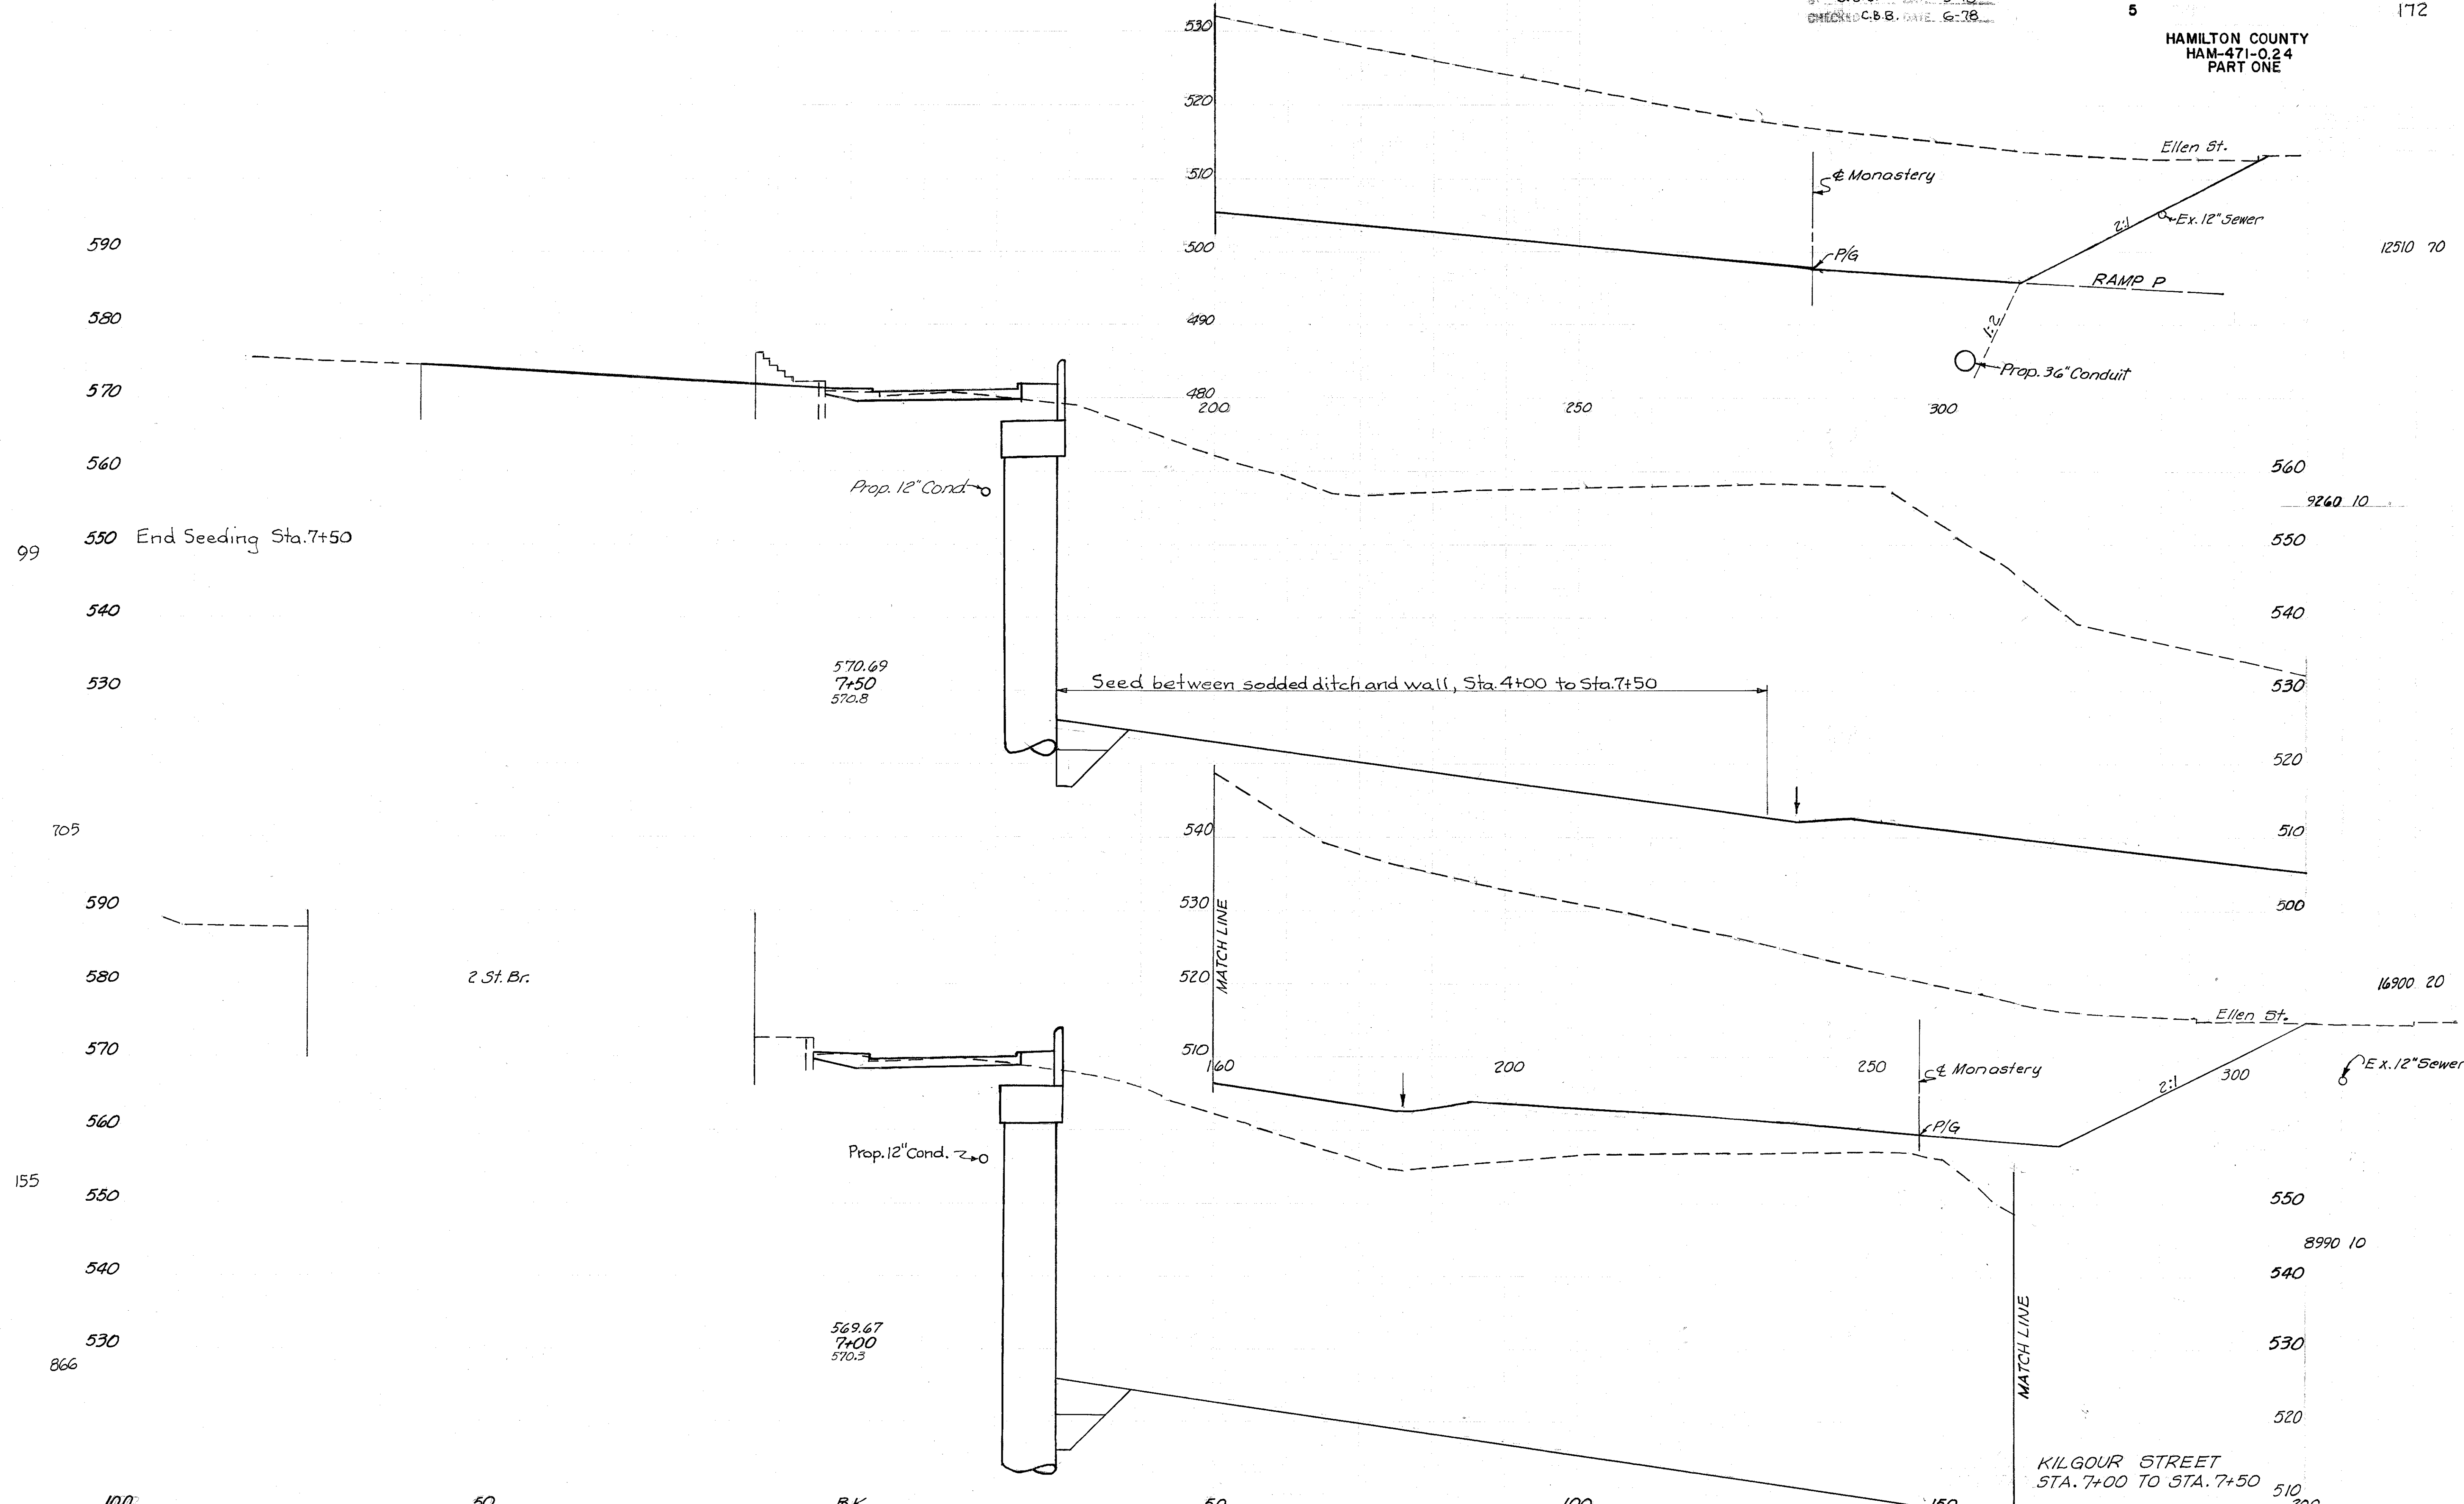 CHECKED C.B.B. DATE 6-78
5
172
HAMILTON COUNTY
HAM-471-0.24
PART ONE
530
520
510
500
490
480
200
250
300
Ellen St.
℄ Monastery
2:1
Ex. 12" Sewer
P/G
RAMP P
1:2
Prop. 36" Conduit
12510 70
590
580
570
560
550
540
530
End Seeding Sta. 7+50
99
705
Prop. 12" Cond.
570.69
7+50
570.8
Seed between sodded ditch and wall, Sta. 4+00 to Sta. 7+50
560
9260 10
550
540
530
520
510
500
540
530
520
510
MATCH LINE
160
200
250
300
℄ Monastery
P/G
2:1
Ellen St.
Ex. 12" Sewer
16900 20
590
580
570
560
550
540
530
2 St. Br.
155
866
Prop. 12" Cond.
569.67
7+00
570.3
550
8990 10
540
530
520
510
MATCH LINE
KILGOUR STREET
STA. 7+00 TO STA. 7+50
100
50
B.K.
50
100
150
200